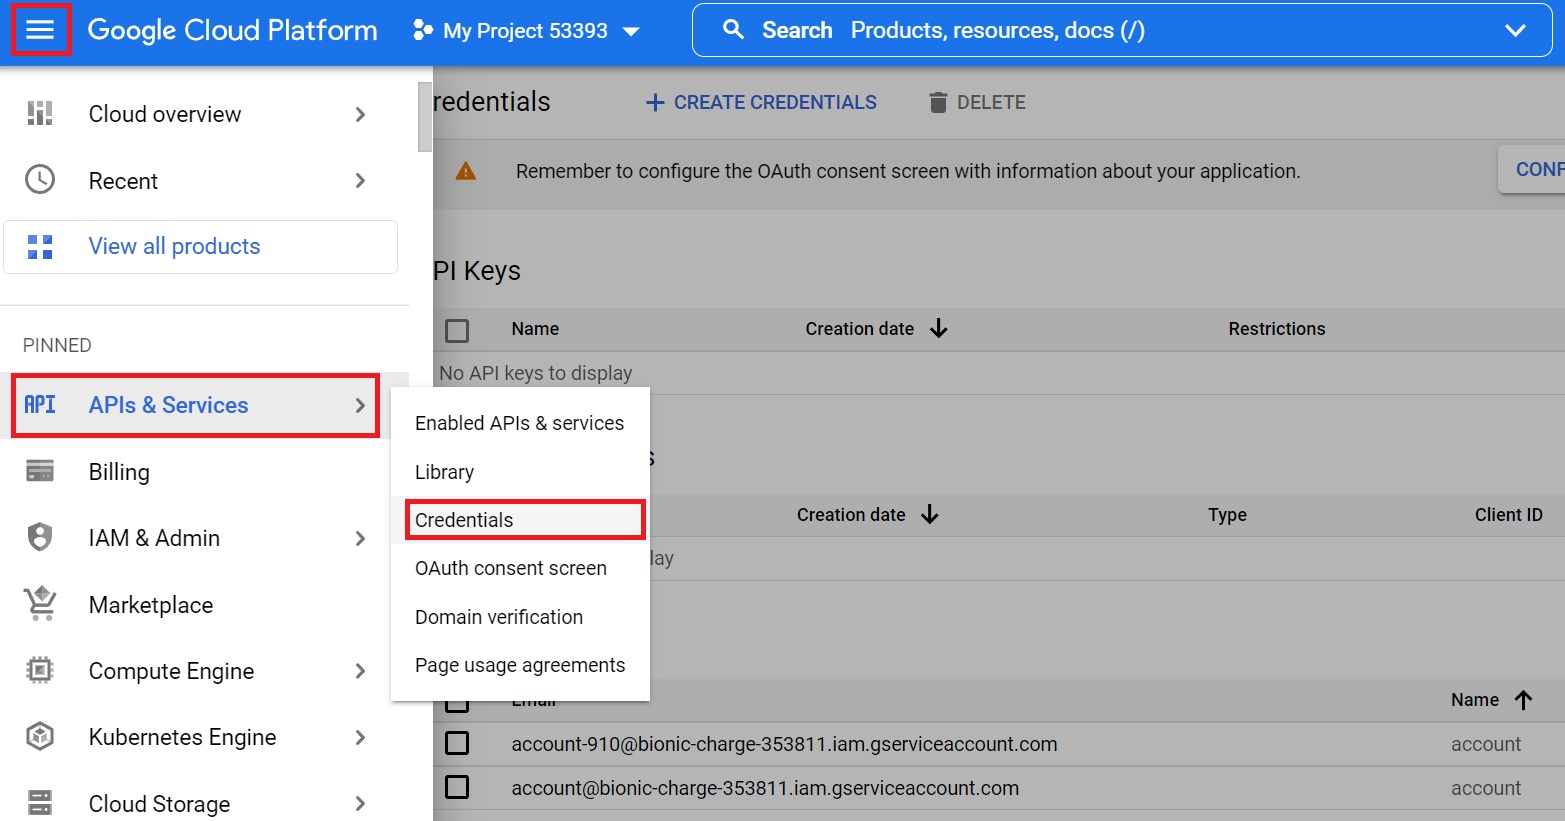 Google Cloud Platform
My Project 53393
Search Products, resources, docs (/)
Cloud overview
Recent
View all products
PINNED
API APIs & Services
Billing
IAM & Admin
Marketplace
Compute Engine
Kubernetes Engine
Cloud Storage
Enabled APIs & services
Library
Credentials
OAuth consent screen
Domain verification
Page usage agreements
redentials
CREATE CREDENTIALS
DELETE
Remember to configure the OAuth consent screen with information about your application.
CONF
PI Keys
Name Creation date Restrictions
No API keys to display
s
Creation date Type Client ID
lay
Email Name
account-910@bionic-charge-353811.iam.gserviceaccount.com account
account@bionic-charge-353811.iam.gserviceaccount.com account